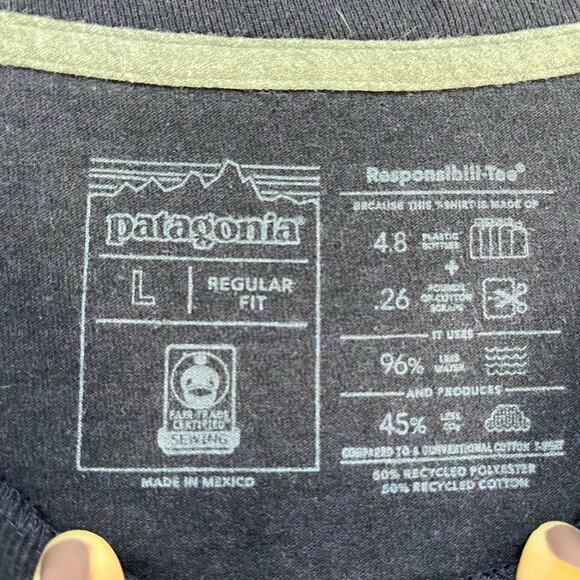 patagonia®
L
REGULAR
FIT
FAIR TRADE
CERTIFIED™
SEWING
MADE IN MEXICO
Responsibili-Tee®
BECAUSE THIS T-SHIRT IS MADE OF
4.8 PLASTIC
BOTTLES
+
.26 POUNDS
OF COTTON
SCRAPS
IT USES
96% LESS
WATER
AND PRODUCES
45% LESS
CO₂
COMPARED TO A CONVENTIONAL COTTON T-SHIRT
50% RECYCLED POLYESTER
50% RECYCLED COTTON